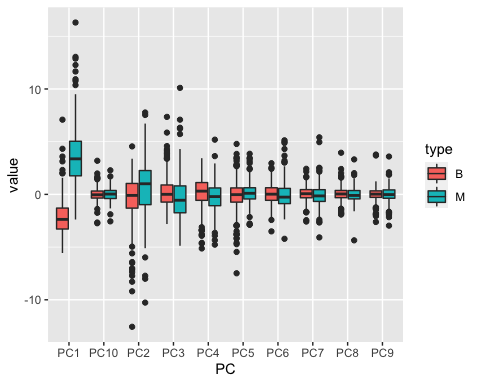 value
10
0
-10
PC1 PC10 PC2 PC3 PC4 PC5 PC6 PC7 PC8 PC9
PC
type
B
M